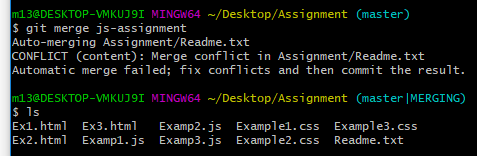 m13@DESKTOP-VMKUJ9I MINGW64 ~/Desktop/Assignment (master)
$ git merge js-assignment
Auto-merging Assignment/Readme.txt
CONFLICT (content): Merge conflict in Assignment/Readme.txt
Automatic merge failed; fix conflicts and then commit the result.
m13@DESKTOP-VMKUJ9I MINGW64 ~/Desktop/Assignment (master|MERGING)
$ ls
Ex1.html  Ex3.html   Examp2.js  Example1.css  Example3.css
Ex2.html  Examp1.js  Examp3.js  Example2.css  Readme.txt